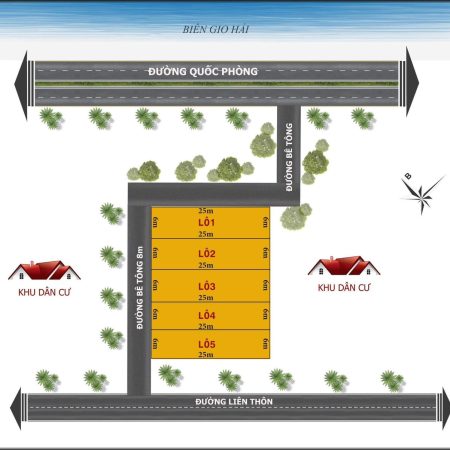 BIỂN GIO HẢI
ĐƯỜNG QUỐC PHÒNG
ĐƯỜNG BÊ TÔNG
B
25m
6m
LÔ1
6m
25m
6m
LÔ2
6m
25m
6m
LÔ3
6m
25m
6m
LÔ4
6m
25m
6m
LÔ5
6m
25m
ĐƯỜNG BÊ TÔNG 8m
KHU DÂN CƯ
KHU DÂN CƯ
ĐƯỜNG LIÊN THÔN